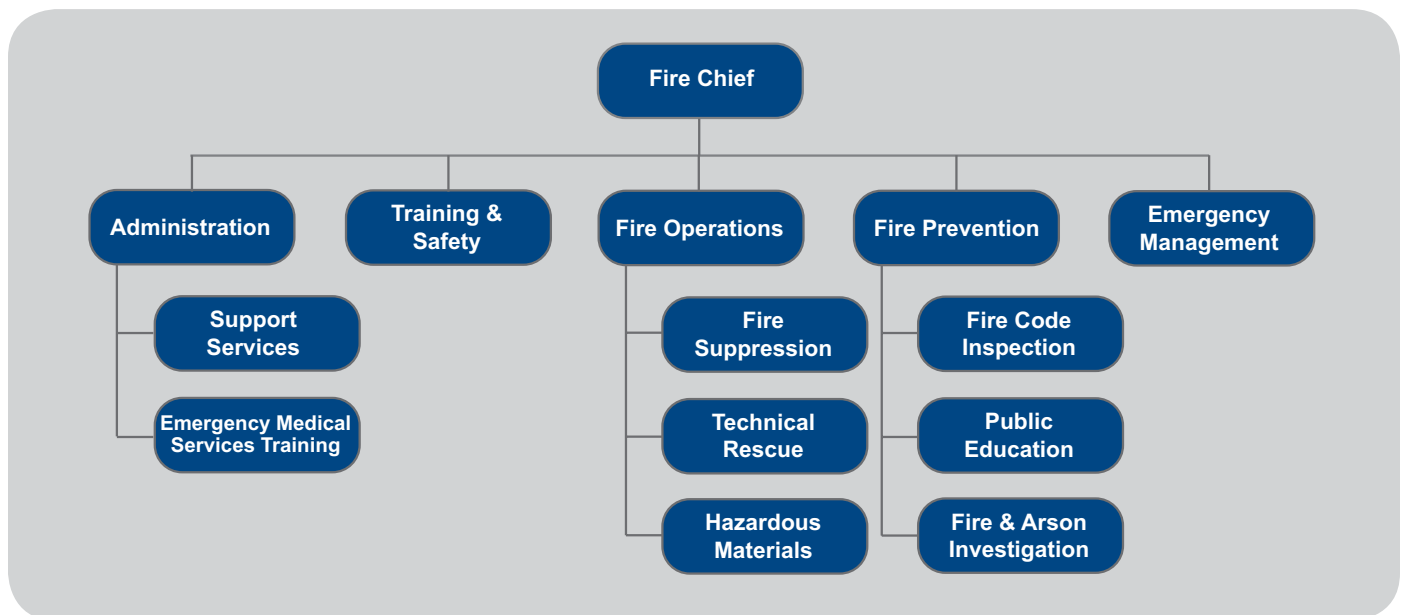 Fire Chief
Administration
Training &
Safety
Fire Operations
Fire Prevention
Emergency
Management
Support
Services
Emergency Medical
Services Training
Fire
Suppression
Technical
Rescue
Hazardous
Materials
Fire Code
Inspection
Public
Education
Fire & Arson
Investigation